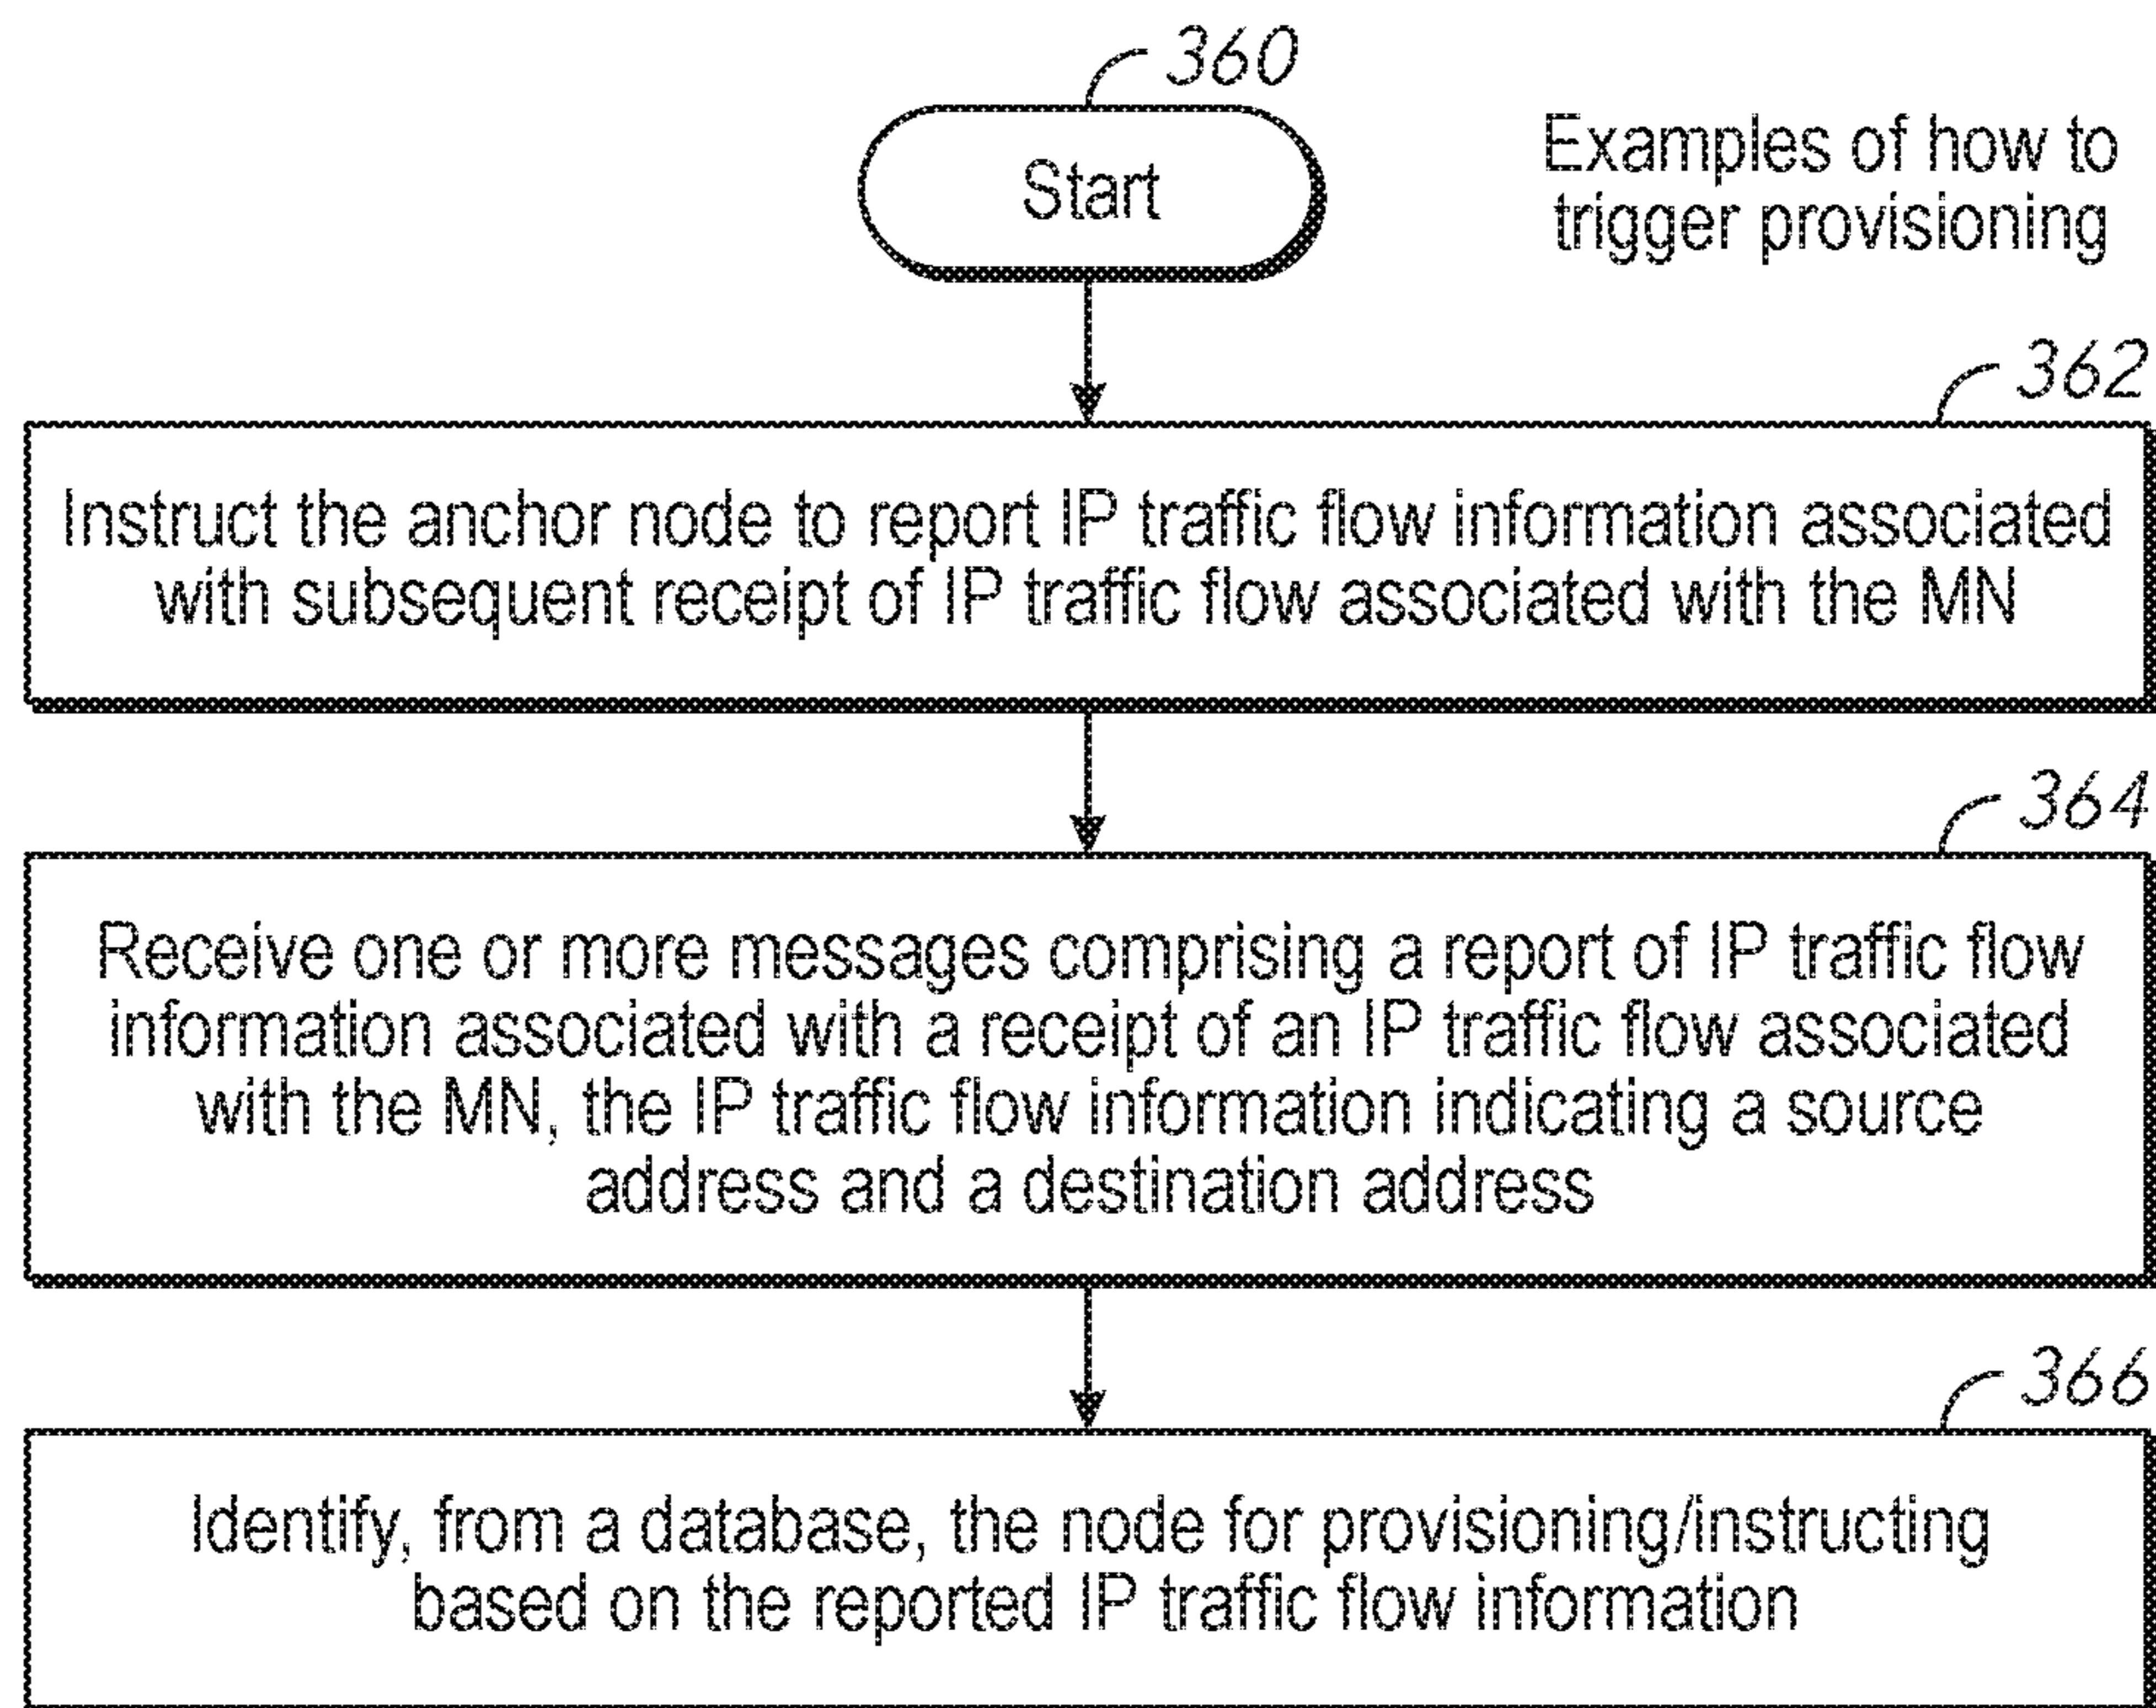 360
Start
Examples of how to
trigger provisioning
362
Instruct the anchor node to report IP traffic flow information associated
with subsequent receipt of IP traffic flow associated with the MN
364
Receive one or more messages comprising a report of IP traffic flow
information associated with a receipt of an IP traffic flow associated
with the MN, the IP traffic flow information indicating a source
address and a destination address
366
Identify, from a database, the node for provisioning/instructing
based on the reported IP traffic flow information